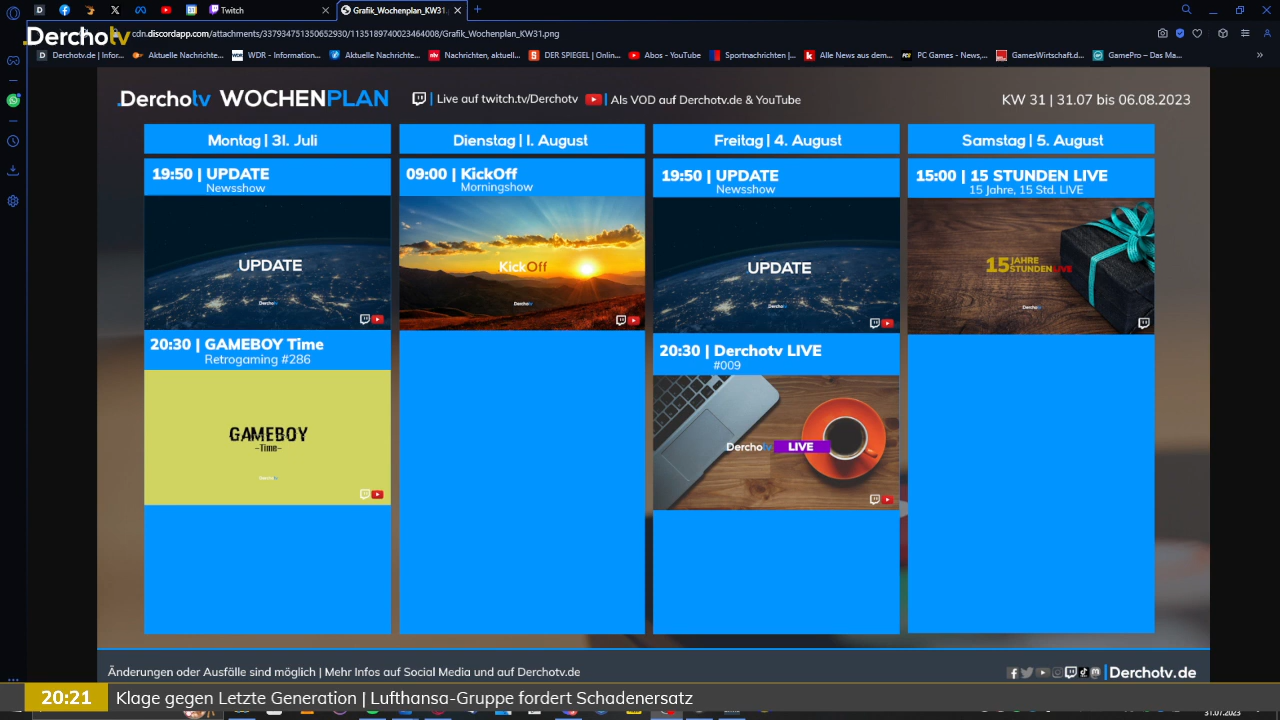 Twitch
Grafik_Wochenplan_KW31.
Derchotv
cdn.discordapp.com/attachments/337934751350652930/1135189740023464008/Grafik_Wochenplan_KW31.png
Derchotv.de | Infor...
Aktuelle Nachrichte...
WDR - Information...
Aktuelle Nachrichte...
Nachrichten, aktuell...
DER SPIEGEL | Onlin...
Abos - YouTube
Sportnachrichten |...
Alle News aus dem...
PC Games - News,...
GamesWirtschaft.d...
GamePro – Das Ma...
Derchotv WOCHENPLAN
Live auf twitch.tv/Derchotv
Als VOD auf Derchotv.de & YouTube
KW 31 | 31.07 bis 06.08.2023
Montag | 31. Juli
Dienstag | 1. August
Freitag | 4. August
Samstag | 5. August
19:50 | UPDATE
Newsshow
09:00 | KickOff
Morningshow
19:50 | UPDATE
Newsshow
15:00 | 15 STUNDEN LIVE
15 Jahre, 15 Std. LIVE
UPDATE
Derchotv
KickOff
Derchotv
UPDATE
Derchotv
15 JAHRE
STUNDENLIVE
Derchotv
20:30 | GAMEBOY Time
Retrogaming #286
20:30 | Derchotv LIVE
#009
GAMEBOY
-Time-
Derchotv
Derchotv LIVE
Änderungen oder Ausfälle sind möglich | Mehr Infos auf Social Media und auf Derchotv.de
Derchotv.de
20:21
Klage gegen Letzte Generation | Lufthansa-Gruppe fordert Schadenersatz
31.07.2023